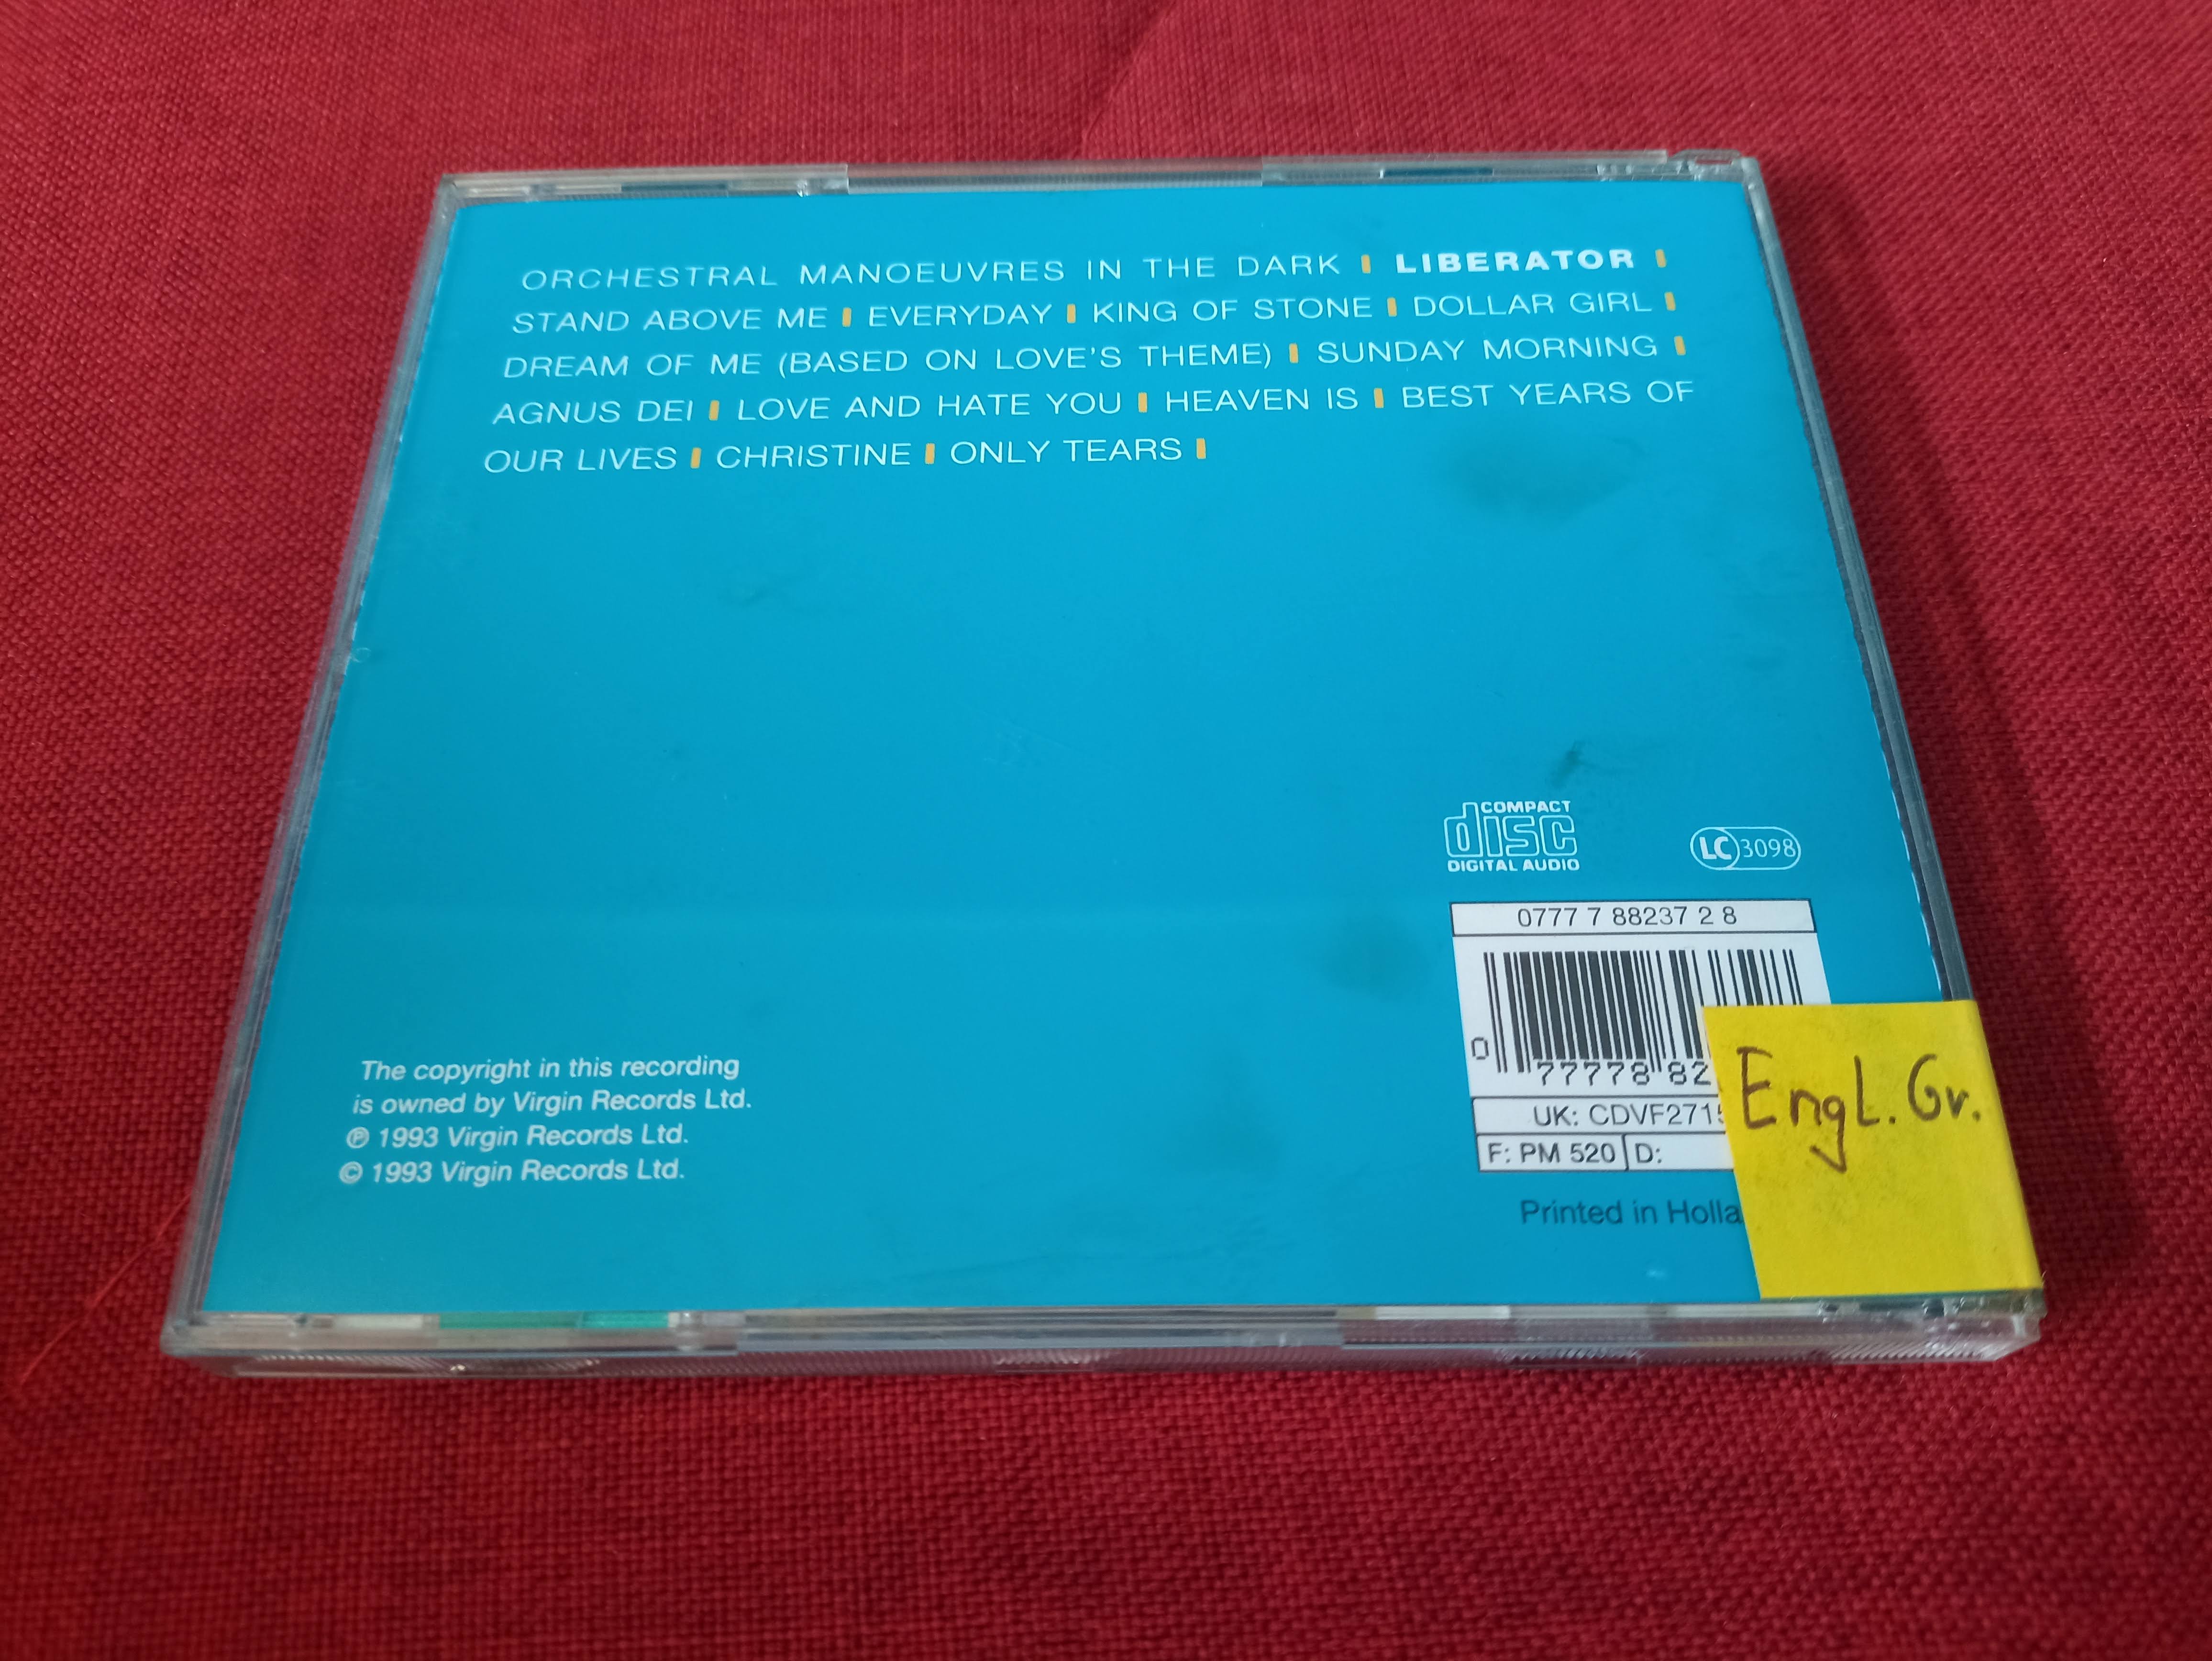 ORCHESTRAL MANOEUVRES IN THE DARK LIBERATOR
STAND ABOVE ME EVERYDAY KING OF STONE DOLLAR GIRL
DREAM OF ME (BASED ON LOVE'S THEME) SUNDAY MORNING
AGNUS DEI LOVE AND HATE YOU HEAVEN IS BEST YEARS OF
OUR LIVES CHRISTINE ONLY TEARS
COMPACT
disc
DIGITAL AUDIO
LC 3098
0777 7 88237 2 8
0 77778 82
UK: CDVF271
F: PM 520 D:
Printed in Holla
EngL. Gr.
The copyright in this recording
is owned by Virgin Records Ltd.
℗ 1993 Virgin Records Ltd.
© 1993 Virgin Records Ltd.